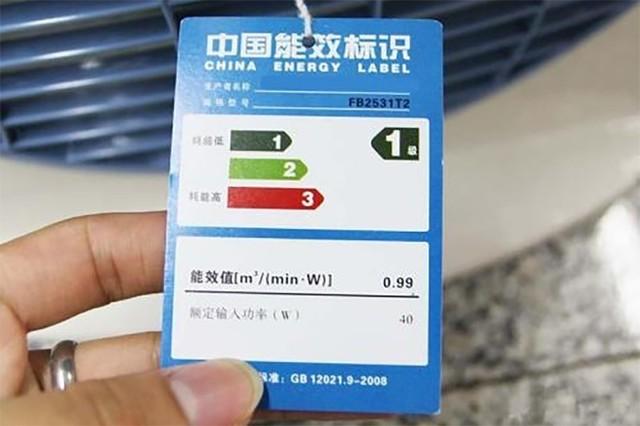 中国能效标识
CHINA ENERGY LABEL
生产者名称
规格型号 FB2531T2
耗能低 1 1级
2
耗能高 3
能效值[m³/(min·W)] 0.99
额定输入功率(W) 40
标准: GB 12021.9-2008